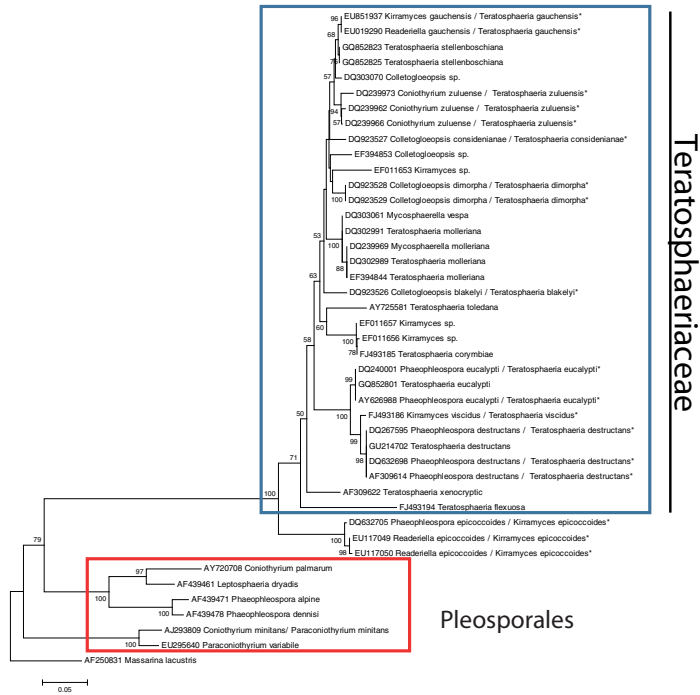 96 EU851937 Kirramyces gauchensis / Teratosphaeria gauchensis*
68 EU019290 Readeriella gauchensis / Teratosphaeria gauchensis*
GQ852823 Teratosphaeria stellenboschiana
GQ852825 Teratosphaeria stellenboschiana
57 DQ303070 Colletogloeopsis sp.
DQ239973 Coniothyrium zuluense / Teratosphaeria zuluensis*
94 DQ239962 Coniothyrium zuluense / Teratosphaeria zuluensis*
57 DQ239966 Coniothyrium zuluense / Teratosphaeria zuluensis*
DQ923527 Colletogloeopsis considenianae / Teratosphaeria considenianae*
EF394853 Colletogloeopsis sp.
EF011653 Kirramyces sp.
DQ923528 Colletogloeopsis dimorpha / Teratosphaeria dimorpha*
100 DQ923529 Colletogloeopsis dimorpha / Teratosphaeria dimorpha*
DQ303061 Mycosphaerella vespa
53 DQ302991 Teratosphaeria molleriana
100 DQ239969 Mycosphaerella molleriana
DQ302989 Teratosphaeria molleriana
88 EF394844 Teratosphaeria molleriana
63 DQ923526 Colletogloeopsis blakelyi / Teratosphaeria blakelyi*
AY725581 Teratosphaeria toledana
60 EF011657 Kirramyces sp.
100 EF011656 Kirramyces sp.
58 78 FJ493185 Teratosphaeria corymbiae
DQ240001 Phaeophleospora eucalypti / Teratosphaeria eucalypti*
99 GQ852801 Teratosphaeria eucalypti
AY626988 Phaeophleospora eucalypti / Teratosphaeria eucalypti*
50 100 FJ493186 Kirramyces viscidus / Teratosphaeria viscidus*
DQ267595 Phaeophleospora destructans / Teratosphaeria destructans*
99 GU214702 Teratosphaeria destructans
98 DQ632698 Phaeophleospora destructans / Teratosphaeria destructans*
71 AF309614 Phaeophleospora destructans / Teratosphaeria destructans*
AF309622 Teratosphaeria xenocryptic
100 FJ493194 Teratosphaeria flexuosa
DQ632705 Phaeophleospora epicoccoides / Kirramyces epicoccoides*
100 EU117049 Readeriella epicoccoides / Kirramyces epicoccoides*
79 98 EU117050 Readeriella epicoccoides / Kirramyces epicoccoides*
AY720708 Coniothyrium palmarum
97 AF439461 Leptosphaeria dryadis
100 AF439471 Phaeophleospora alpine
100 AF439478 Phaeophleospora dennisi
AJ293809 Coniothyrium minitans/ Paraconiothyrium minitans
100 EU295640 Paraconiothyrium variabile
AF250831 Massarina lacustris
0.05
Teratosphaeriaceae
Pleosporales